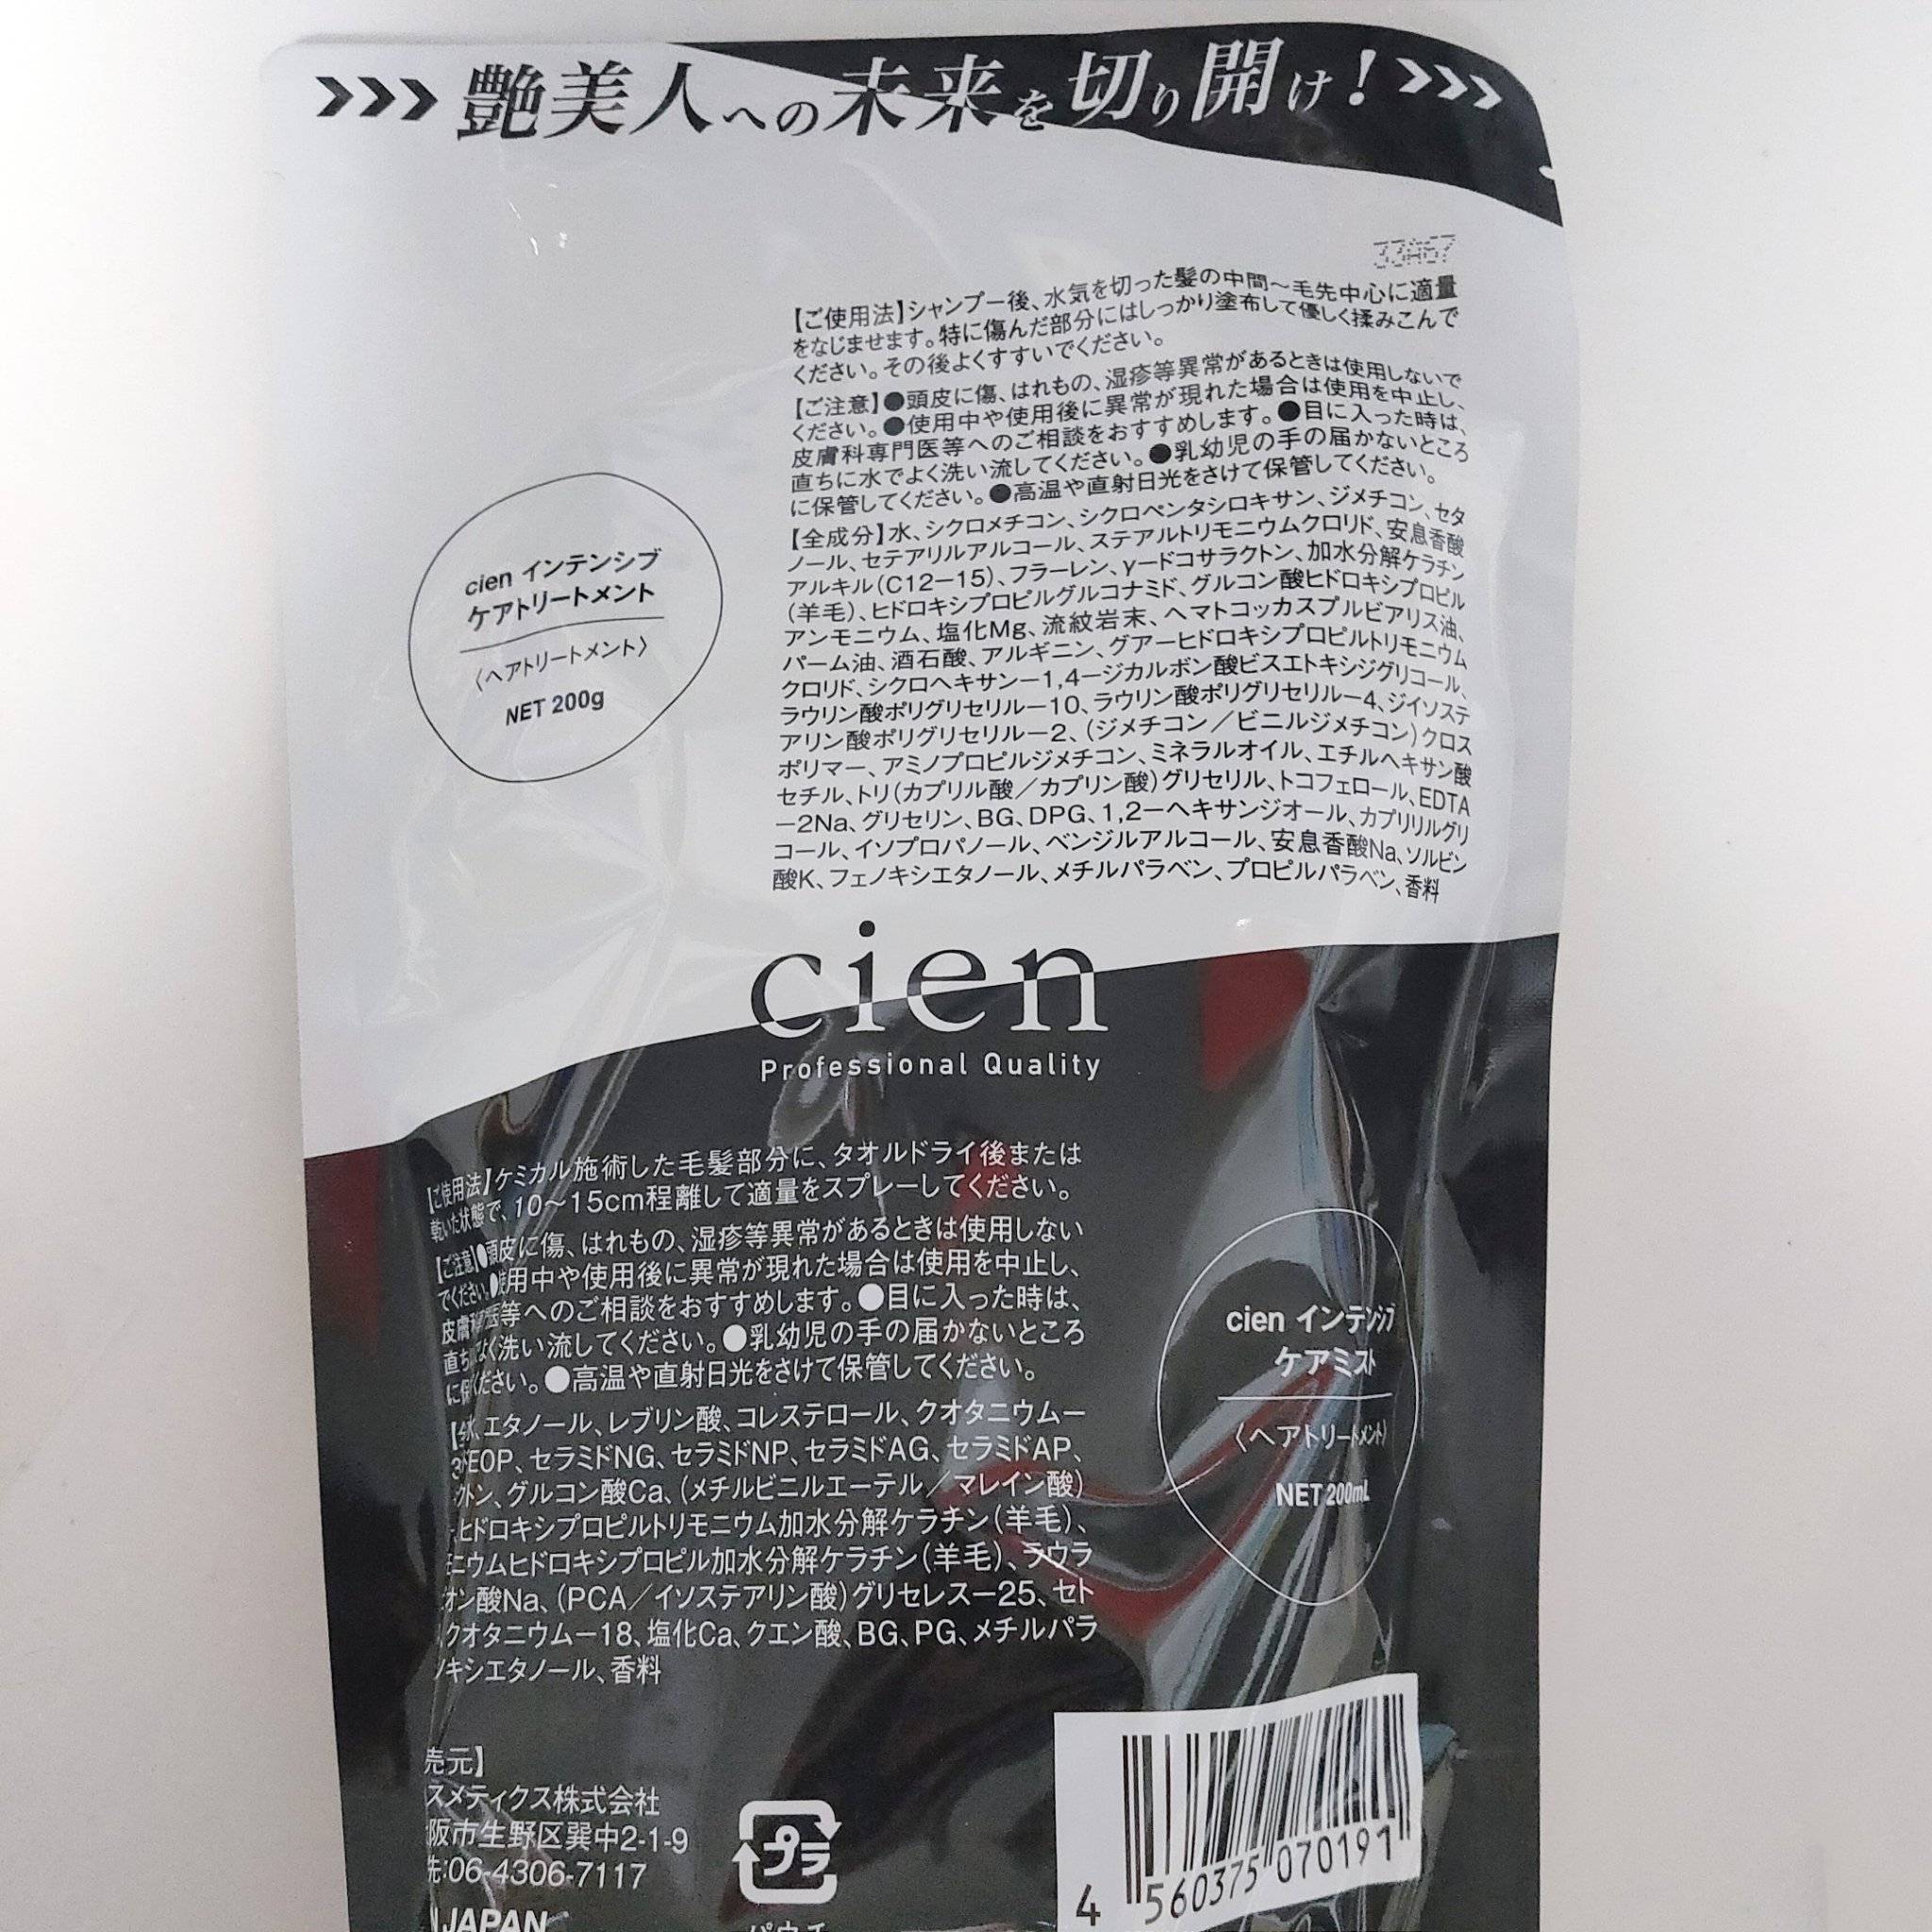 >>> 艶美人への未来を切り開け! >>>
33A67
【ご使用法】シャンプー後、水気を切った髪の中間～毛先中心に適量
をなじませます。特に傷んだ部分にはしっかり塗布して優しく揉みこんで
ください。その後よくすすいでください。
【ご注意】●頭皮に傷、はれもの、湿疹等異常があるときは使用しないで
ください。●使用中や使用後に異常が現れた場合は使用を中止し、
皮膚科専門医等へのご相談をおすすめします。●目に入った時は、
直ちに水でよく洗い流してください。●乳幼児の手の届かないところ
に保管してください。●高温や直射日光をさけて保管してください。
【全成分】水、シクロメチコン、シクロペンタシロキサン、ジメチコン、セタ
ノール、セテアリルアルコール、ステアルトリモニウムクロリド、安息香酸
アルキル(C12－15)、フラーレン、γードコサラクトン、加水分解ケラチン
(羊毛)、ヒドロキシプロピルグルコナミド、グルコン酸ヒドロキシプロピル
アンモニウム、塩化Mg、流紋岩末、ヘマトコッカスプルビアリス油、
パーム油、酒石酸、アルギニン、グアーヒドロキシプロピルトリモニウム
クロリド、シクロヘキサン－1,4－ジカルボン酸ビスエトキシジグリコール、
ラウリン酸ポリグリセリル－10、ラウリン酸ポリグリセリル－4、ジイソステ
アリン酸ポリグリセリル－2、(ジメチコン／ビニルジメチコン)クロス
ポリマー、アミノプロピルジメチコン、ミネラルオイル、エチルヘキサン酸
セチル、トリ(カプリル酸／カプリン酸)グリセリル、トコフェロール、EDTA
－2Na、グリセリン、BG、DPG、1,2－ヘキサンジオール、カプリリルグリ
コール、イソプロパノール、ベンジルアルコール、安息香酸Na、ソルビン
酸K、フェノキシエタノール、メチルパラベン、プロピルパラベン、香料
cien インテンシブ
ケアトリートメント
〈ヘアトリートメント〉
NET 200g
cien
Professional Quality
【ご使用法】ケミカル施術した毛髪部分に、タオルドライ後または
乾いた状態で、10～15cm程離して適量をスプレーしてください。
【ご注意】●頭皮に傷、はれもの、湿疹等異常があるときは使用しない
でください。●使用中や使用後に異常が現れた場合は使用を中止し、
皮膚科 医等へのご相談をおすすめします。●目に入った時は、
直ち よく洗い流してください。●乳幼児の手の届かないところ
に保 ください。●高温や直射日光をさけて保管してください。
水、エタノール、レブリン酸、コレステロール、クオタニウムー
EOP、セラミドNG、セラミドNP、セラミドAG、セラミドAP、
クトン、グルコン酸Ca、(メチルビニルエーテル／マレイン酸)
ヒドロキシプロピルトリモニウム加水分解ケラチン(羊毛)、
ニウムヒドロキシプロピル加水分解ケラチン(羊毛)、ラウラ
オン酸Na、(PCA／イソステアリン酸)グリセレス－25、セト
クオタニウム－18、塩化Ca、クエン酸、BG、PG、メチルパラ
ノキシエタノール、香料
cien インテンシブ
ケアミスト
〈ヘアトリートメント〉
NET 200mL
売元】
スメティクス株式会社
阪市生野区巽中2-1-9
先:06-4306-7117
JAPAN
プラ
4 560375 070191